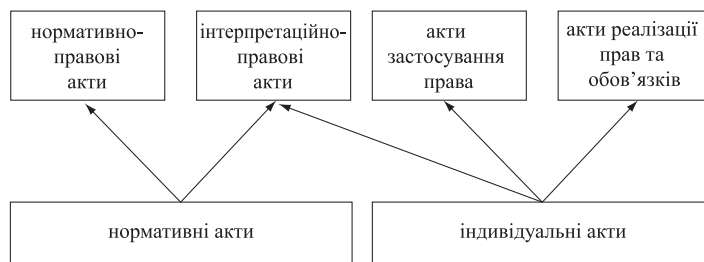 нормативно-
правові
акти
інтерпретаційно-
правові
акти
акти
застосування
права
акти реалізації
прав та
обов’язків
нормативні акти
індивідуальні акти